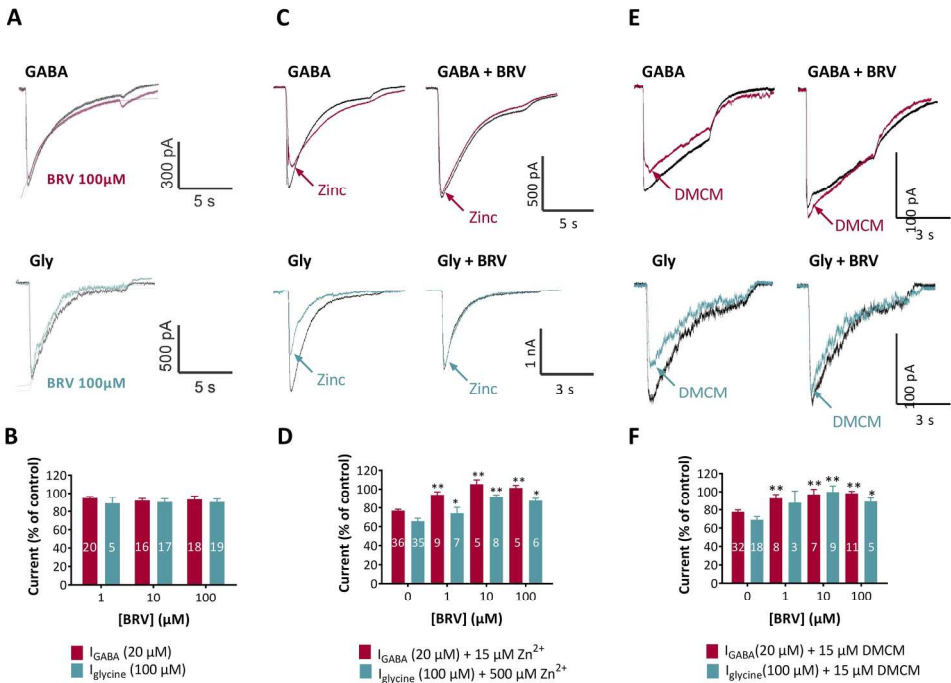 A
GABA
BRV 100µM
300 pA
5 s
Gly
BRV 100µM
500 pA
5 s
B
Current (% of control)
120
100
80
60
40
20
0
20 5 16 17 18 19
1 10 100
[BRV] (µM)
I GABA (20 µM)
I glycine (100 µM)
C
GABA GABA + BRV
Zinc Zinc
500 pA
5 s
Gly Gly + BRV
Zinc Zinc
1 nA
3 s
D
Current (% of control)
120
100
80
60
40
20
0
** ** **
* ** *
36 35 9 7 5 8 5 6
0 1 10 100
[BRV] (µM)
I GABA (20 µM) + 15 µM Zn²⁺
I glycine (100 µM) + 500 µM Zn²⁺
E
GABA GABA + BRV
DMCM DMCM
100 pA
3 s
Gly Gly + BRV
DMCM DMCM
100 pA
3 s
F
Current (% of control)
120
100
80
60
40
20
0
** ** ** ** *
32 18 8 3 7 9 11 5
0 1 10 100
[BRV] (µM)
I GABA (20 µM) + 15 µM DMCM
I glycine (100 µM) + 15 µM DMCM